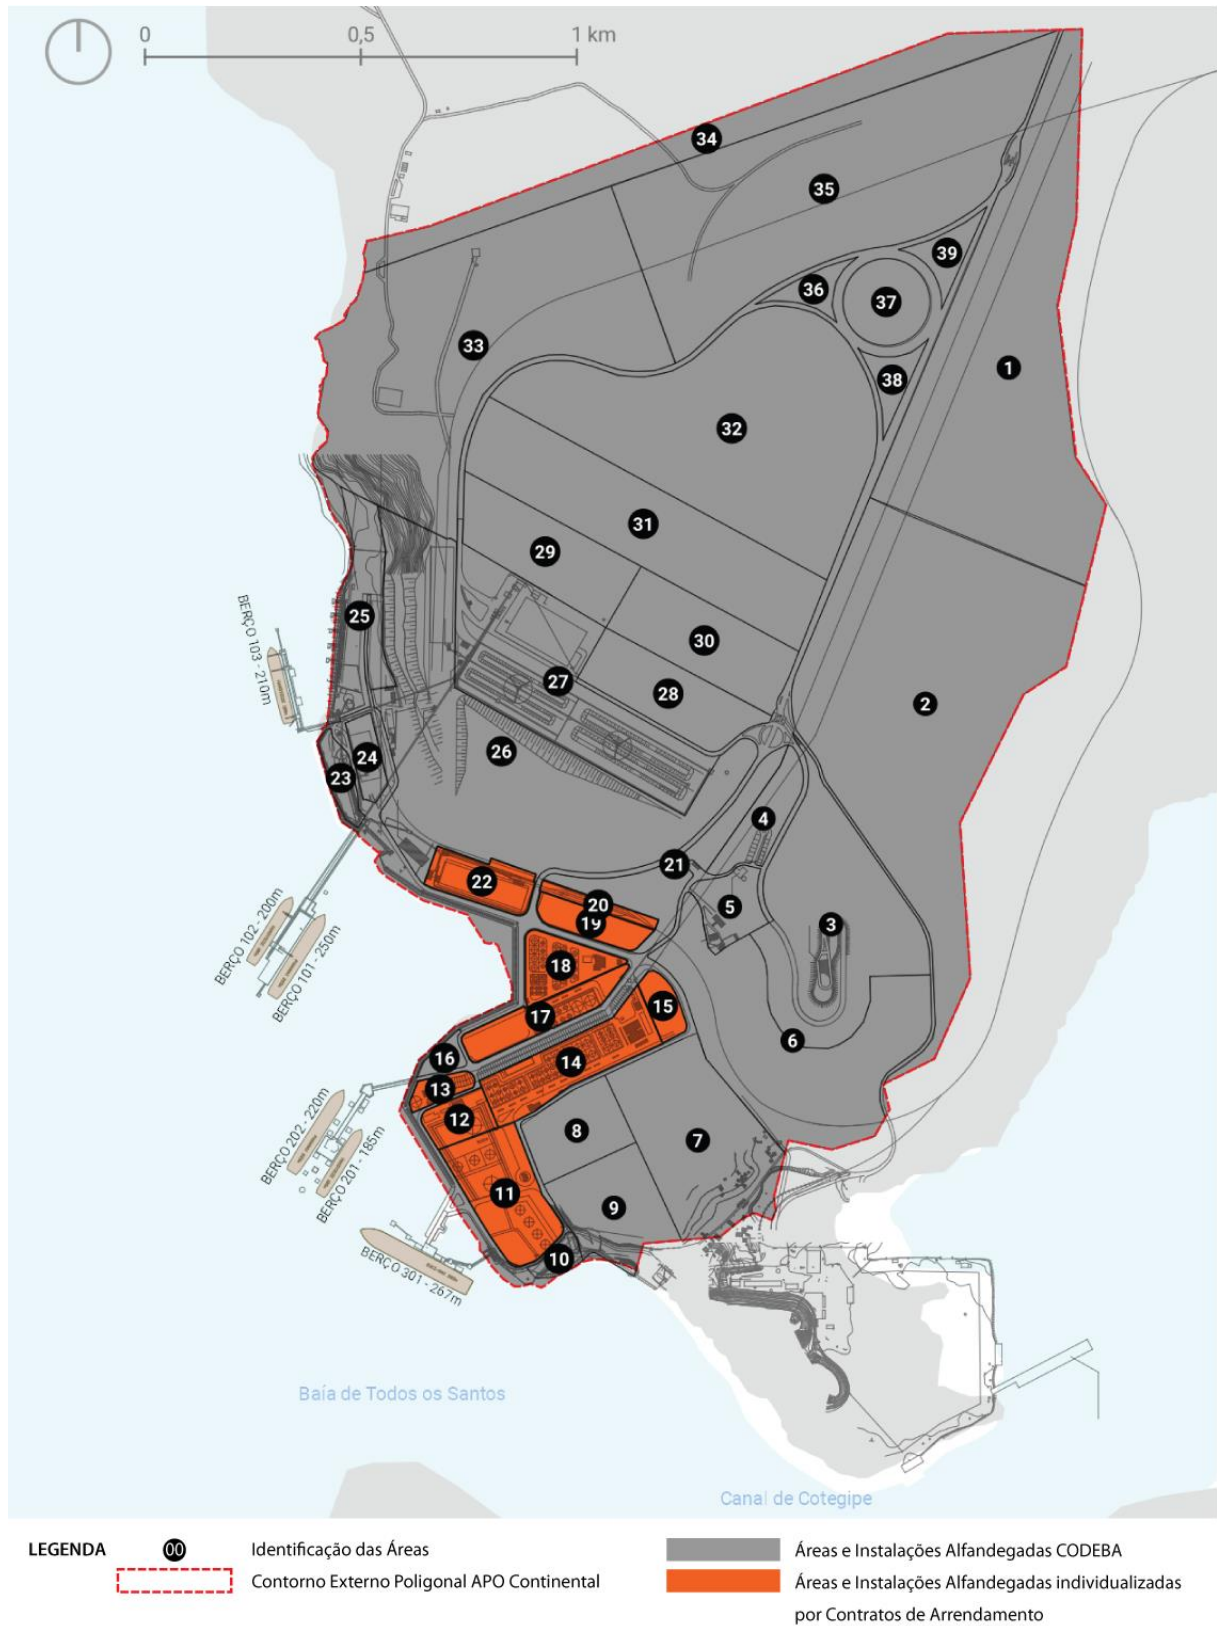 0 0,5 1 km
34
35
39
36
37
33
38
1
32
31
29
25
30
BERÇO 103 - 210m
27
28
2
26
24
23
4
21
22
5
20
19
3
BERÇO 102 - 200m
18
BERÇO 101 - 250m
15
17
6
16
14
13
BERÇO 202 - 220m
12
8
7
BERÇO 201 - 185m
11
9
10
BERÇO 301 - 267m
Baía de Todos os Santos
Canal de Cotegipe
LEGENDA
00 Identificação das Áreas
Contorno Externo Poligonal APO Continental
Áreas e Instalações Alfandegadas CODEBA
Áreas e Instalações Alfandegadas individualizadas
por Contratos de Arrendamento